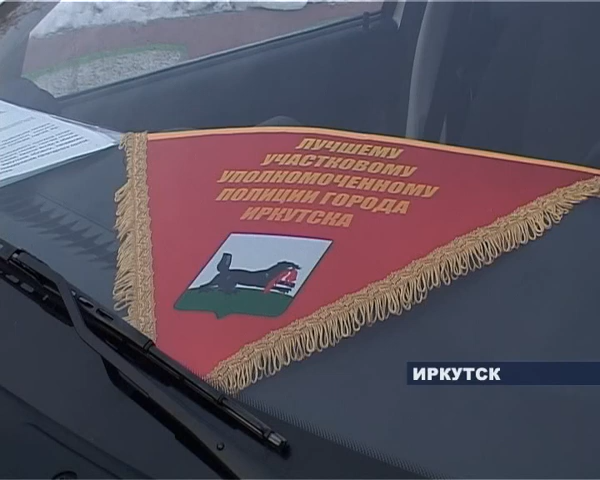 ЛУЧШЕМУ
УЧАСТКОВОМУ
УПОЛНОМОЧЕННОМУ
ПОЛИЦИИ ГОРОДА
ИРКУТСКА
ИРКУТСК